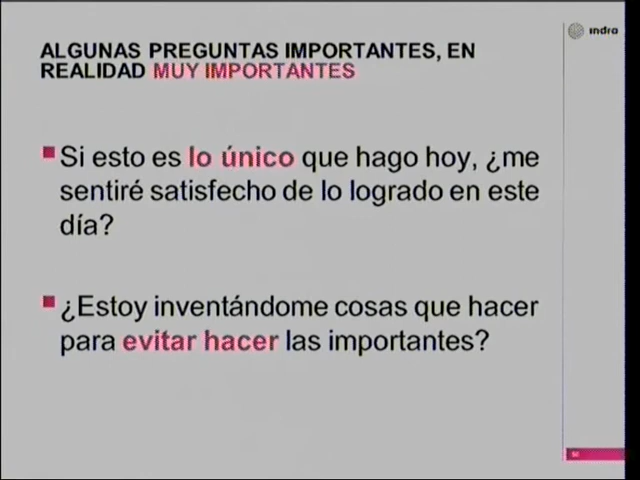 indra
ALGUNAS PREGUNTAS IMPORTANTES, EN
REALIDAD MUY IMPORTANTES
Si esto es lo único que hago hoy, ¿me
sentiré satisfecho de lo logrado en este
día?
¿Estoy inventándome cosas que hacer
para evitar hacer las importantes?